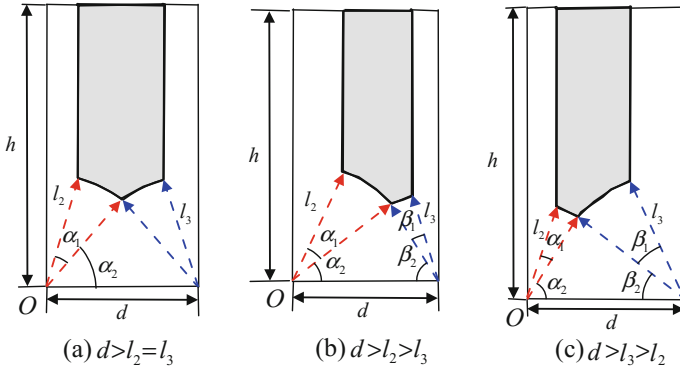 h
l₂
α₁
α₂
l₃
O
d
(a) d>l₂=l₃
h
l₂
α₁
α₂
β₁
β₂
l₃
O
d
(b) d>l₂>l₃
h
l₂
α₁
α₂
β₁
β₂
l₃
O
d
(c) d>l₃>l₂